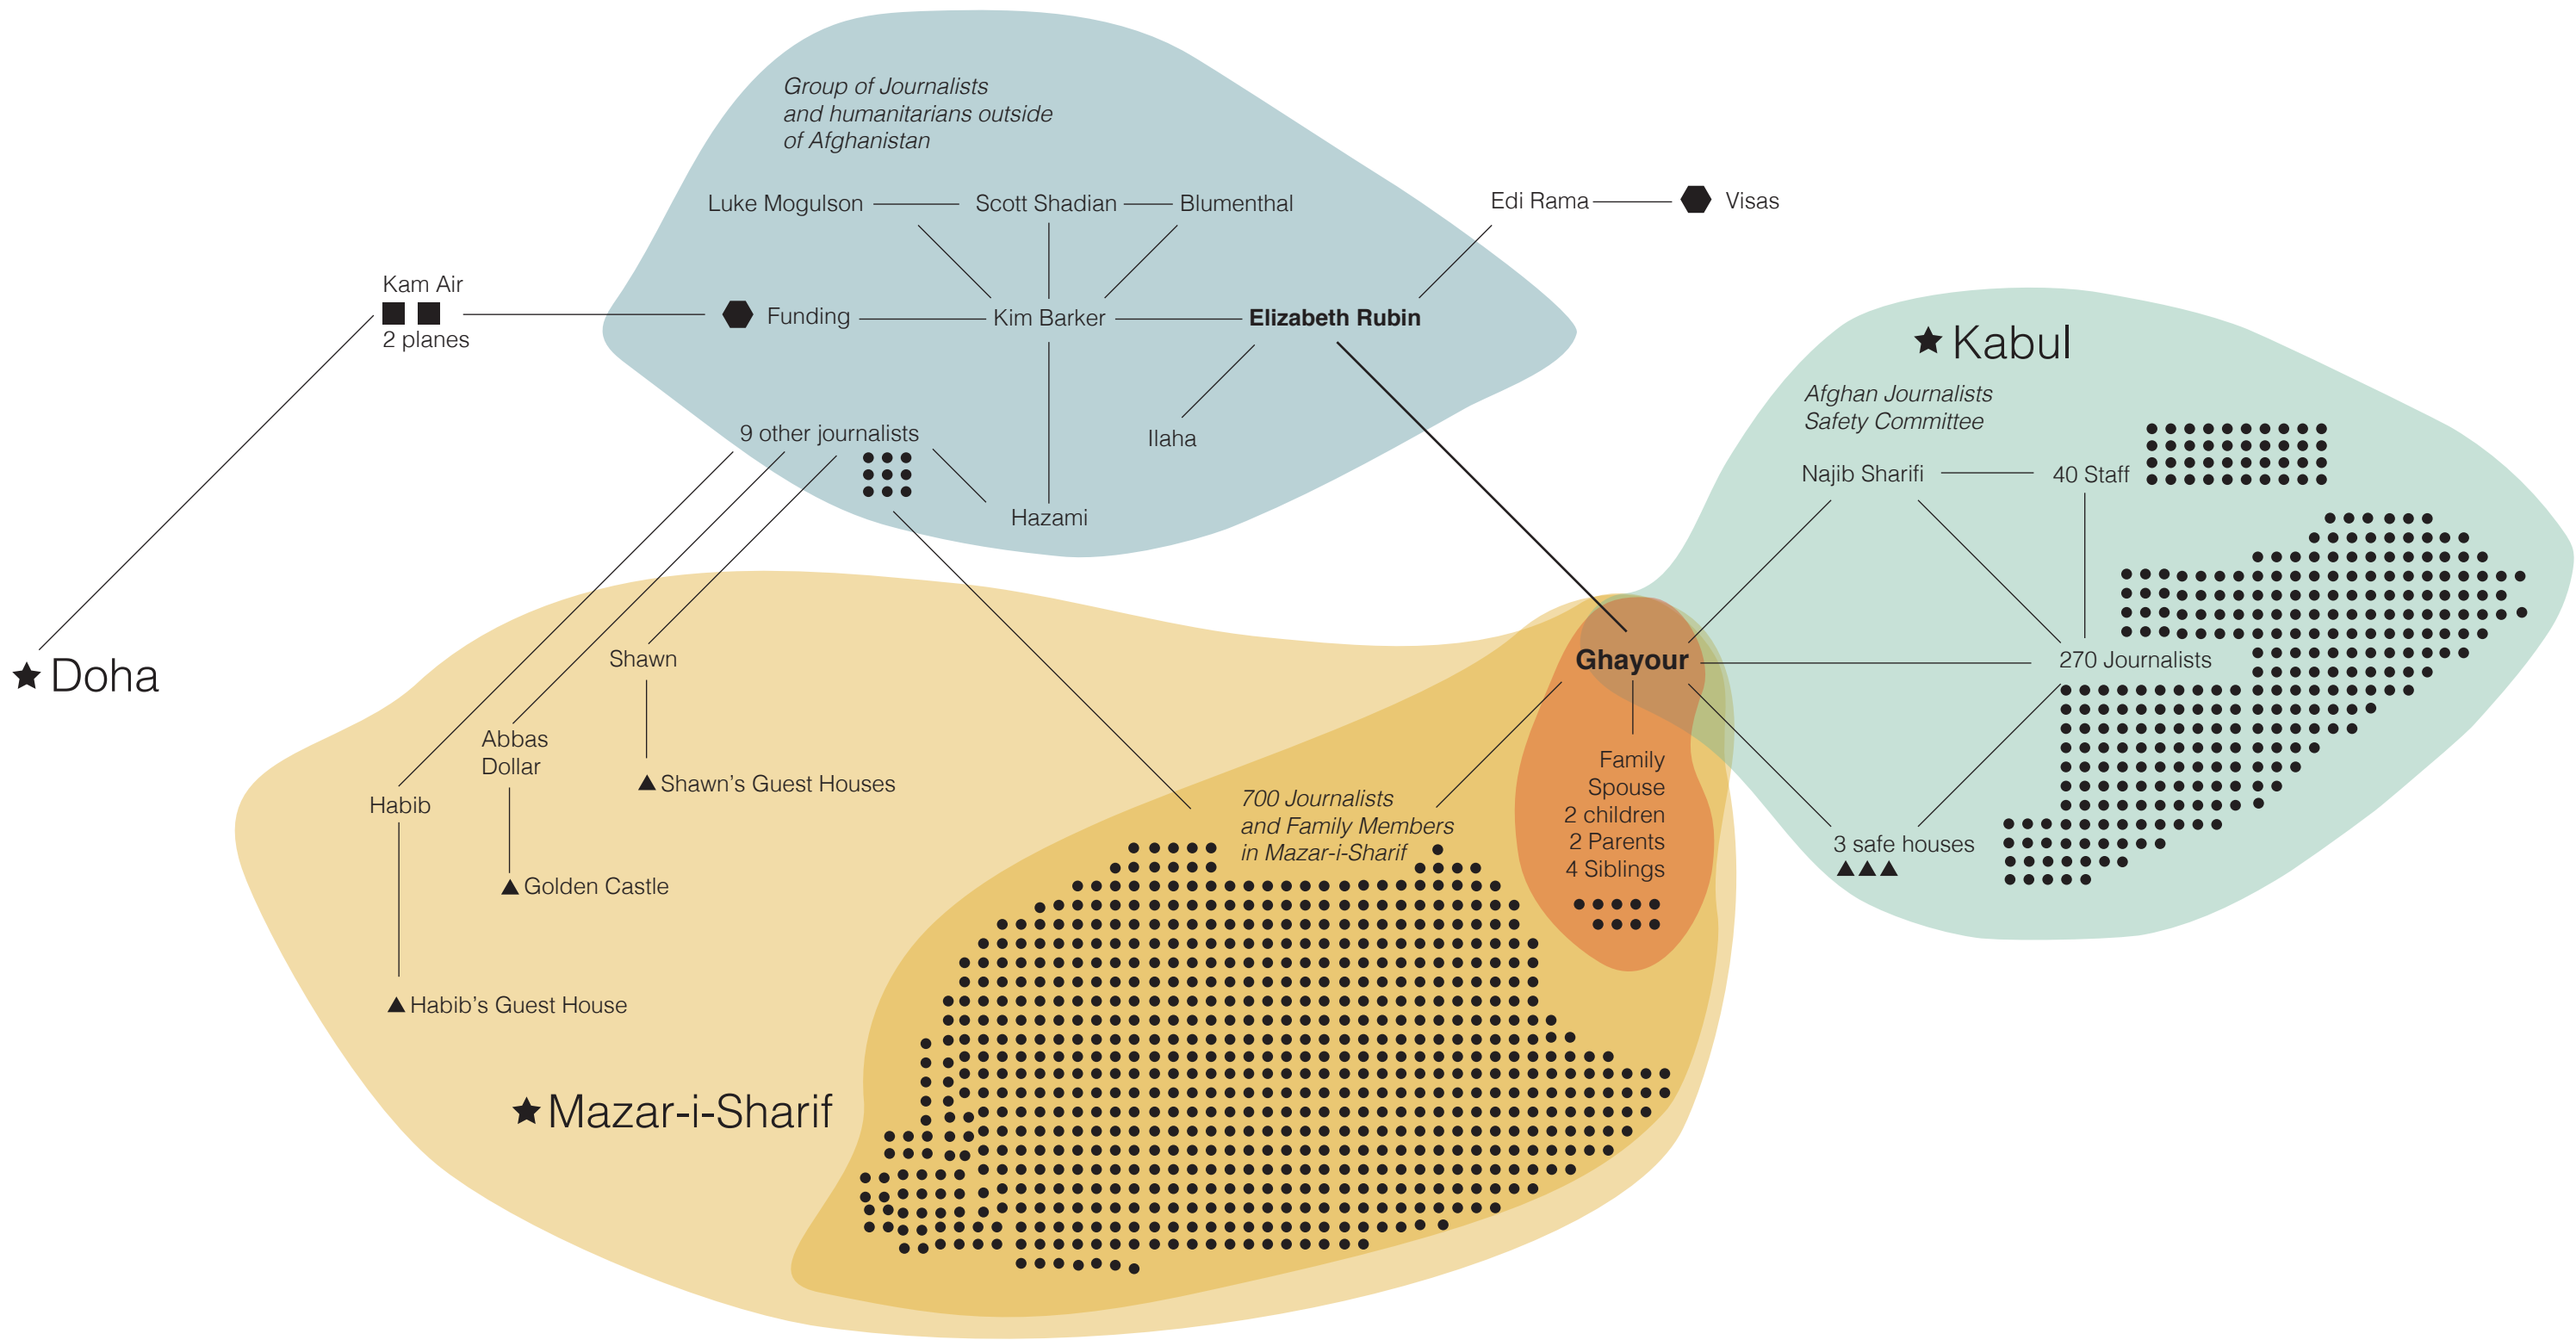 Group of Journalists
and humanitarians outside
of Afghanistan
Luke Mogulson
Scott Shadian
Blumenthal
Edi Rama
Visas
Kam Air
2 planes
Funding
Kim Barker
Elizabeth Rubin
Kabul
Afghan Journalists
Safety Committee
9 other journalists
Ilaha
Najib Sharifi
40 Staff
Hazami
Doha
Shawn
Ghayour
270 Journalists
Abbas
Dollar
Shawn's Guest Houses
Habib
700 Journalists
and Family Members
in Mazar-i-Sharif
Family
Spouse
2 children
2 Parents
4 Siblings
3 safe houses
Golden Castle
Habib's Guest House
Mazar-i-Sharif